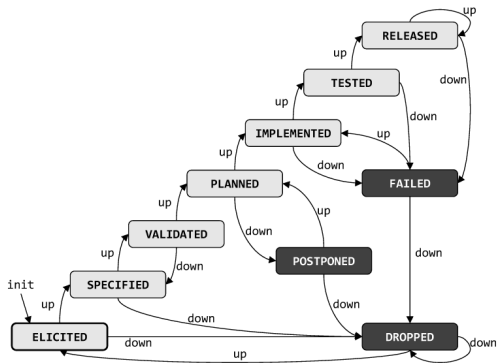 up
RELEASED
up
down
TESTED
up
down
up
IMPLEMENTED
up
down
PLANNED
FAILED
up
down
up
VALIDATED
down
up
down
POSTPONED
init
up
SPECIFIED
down
down
ELICITED
down
DROPPED
down
up